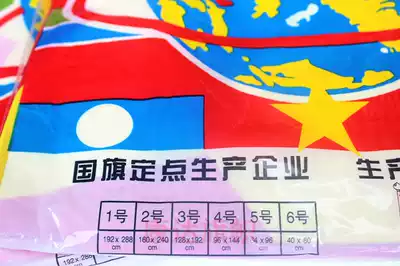 国旗定点生产企业 生
1号 2号 3号 4号 5号 6号
192 x 288 cm 160 x 240 cm 128 x 192 cm 96 x 144 cm x 96 cm 40 x 60 cm